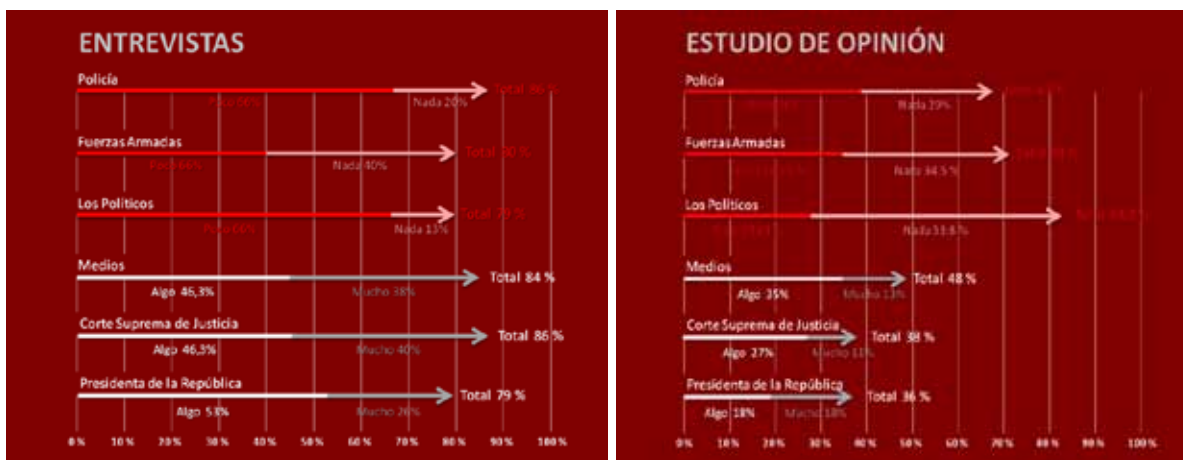 ENTREVISTAS
Policía
Total 86 %
Poco 66%
Nada 20%
Fuerzas Armadas
Total 80 %
Poco 66%
Nada 40%
Los Políticos
Total 79 %
Poco 66%
Nada 13%
Medios
Total 84 %
Algo 46,3%
Mucho 38%
Corte Suprema de Justicia
Total 86 %
Algo 46,3%
Mucho 40%
Presidenta de la República
Total 79 %
Algo 53%
Mucho 26%
0 % 10 % 20 % 30 % 40 % 50 % 60 % 70 % 80 % 90 % 100 %
ESTUDIO DE OPINIÓN
Policía
Nada 29%
Fuerzas Armadas
Nada 34.5 %
Los Políticos
Nada
Medios
Total 48 %
Algo 35%
Mucho 13%
Corte Suprema de Justicia
Total 38 %
Algo 27%
Mucho 11%
Presidenta de la República
Total 36 %
Algo 18%
Mucho 18%
0 % 10 % 20 % 30 % 40 % 50 % 60 % 70 % 80 % 90 % 100 %